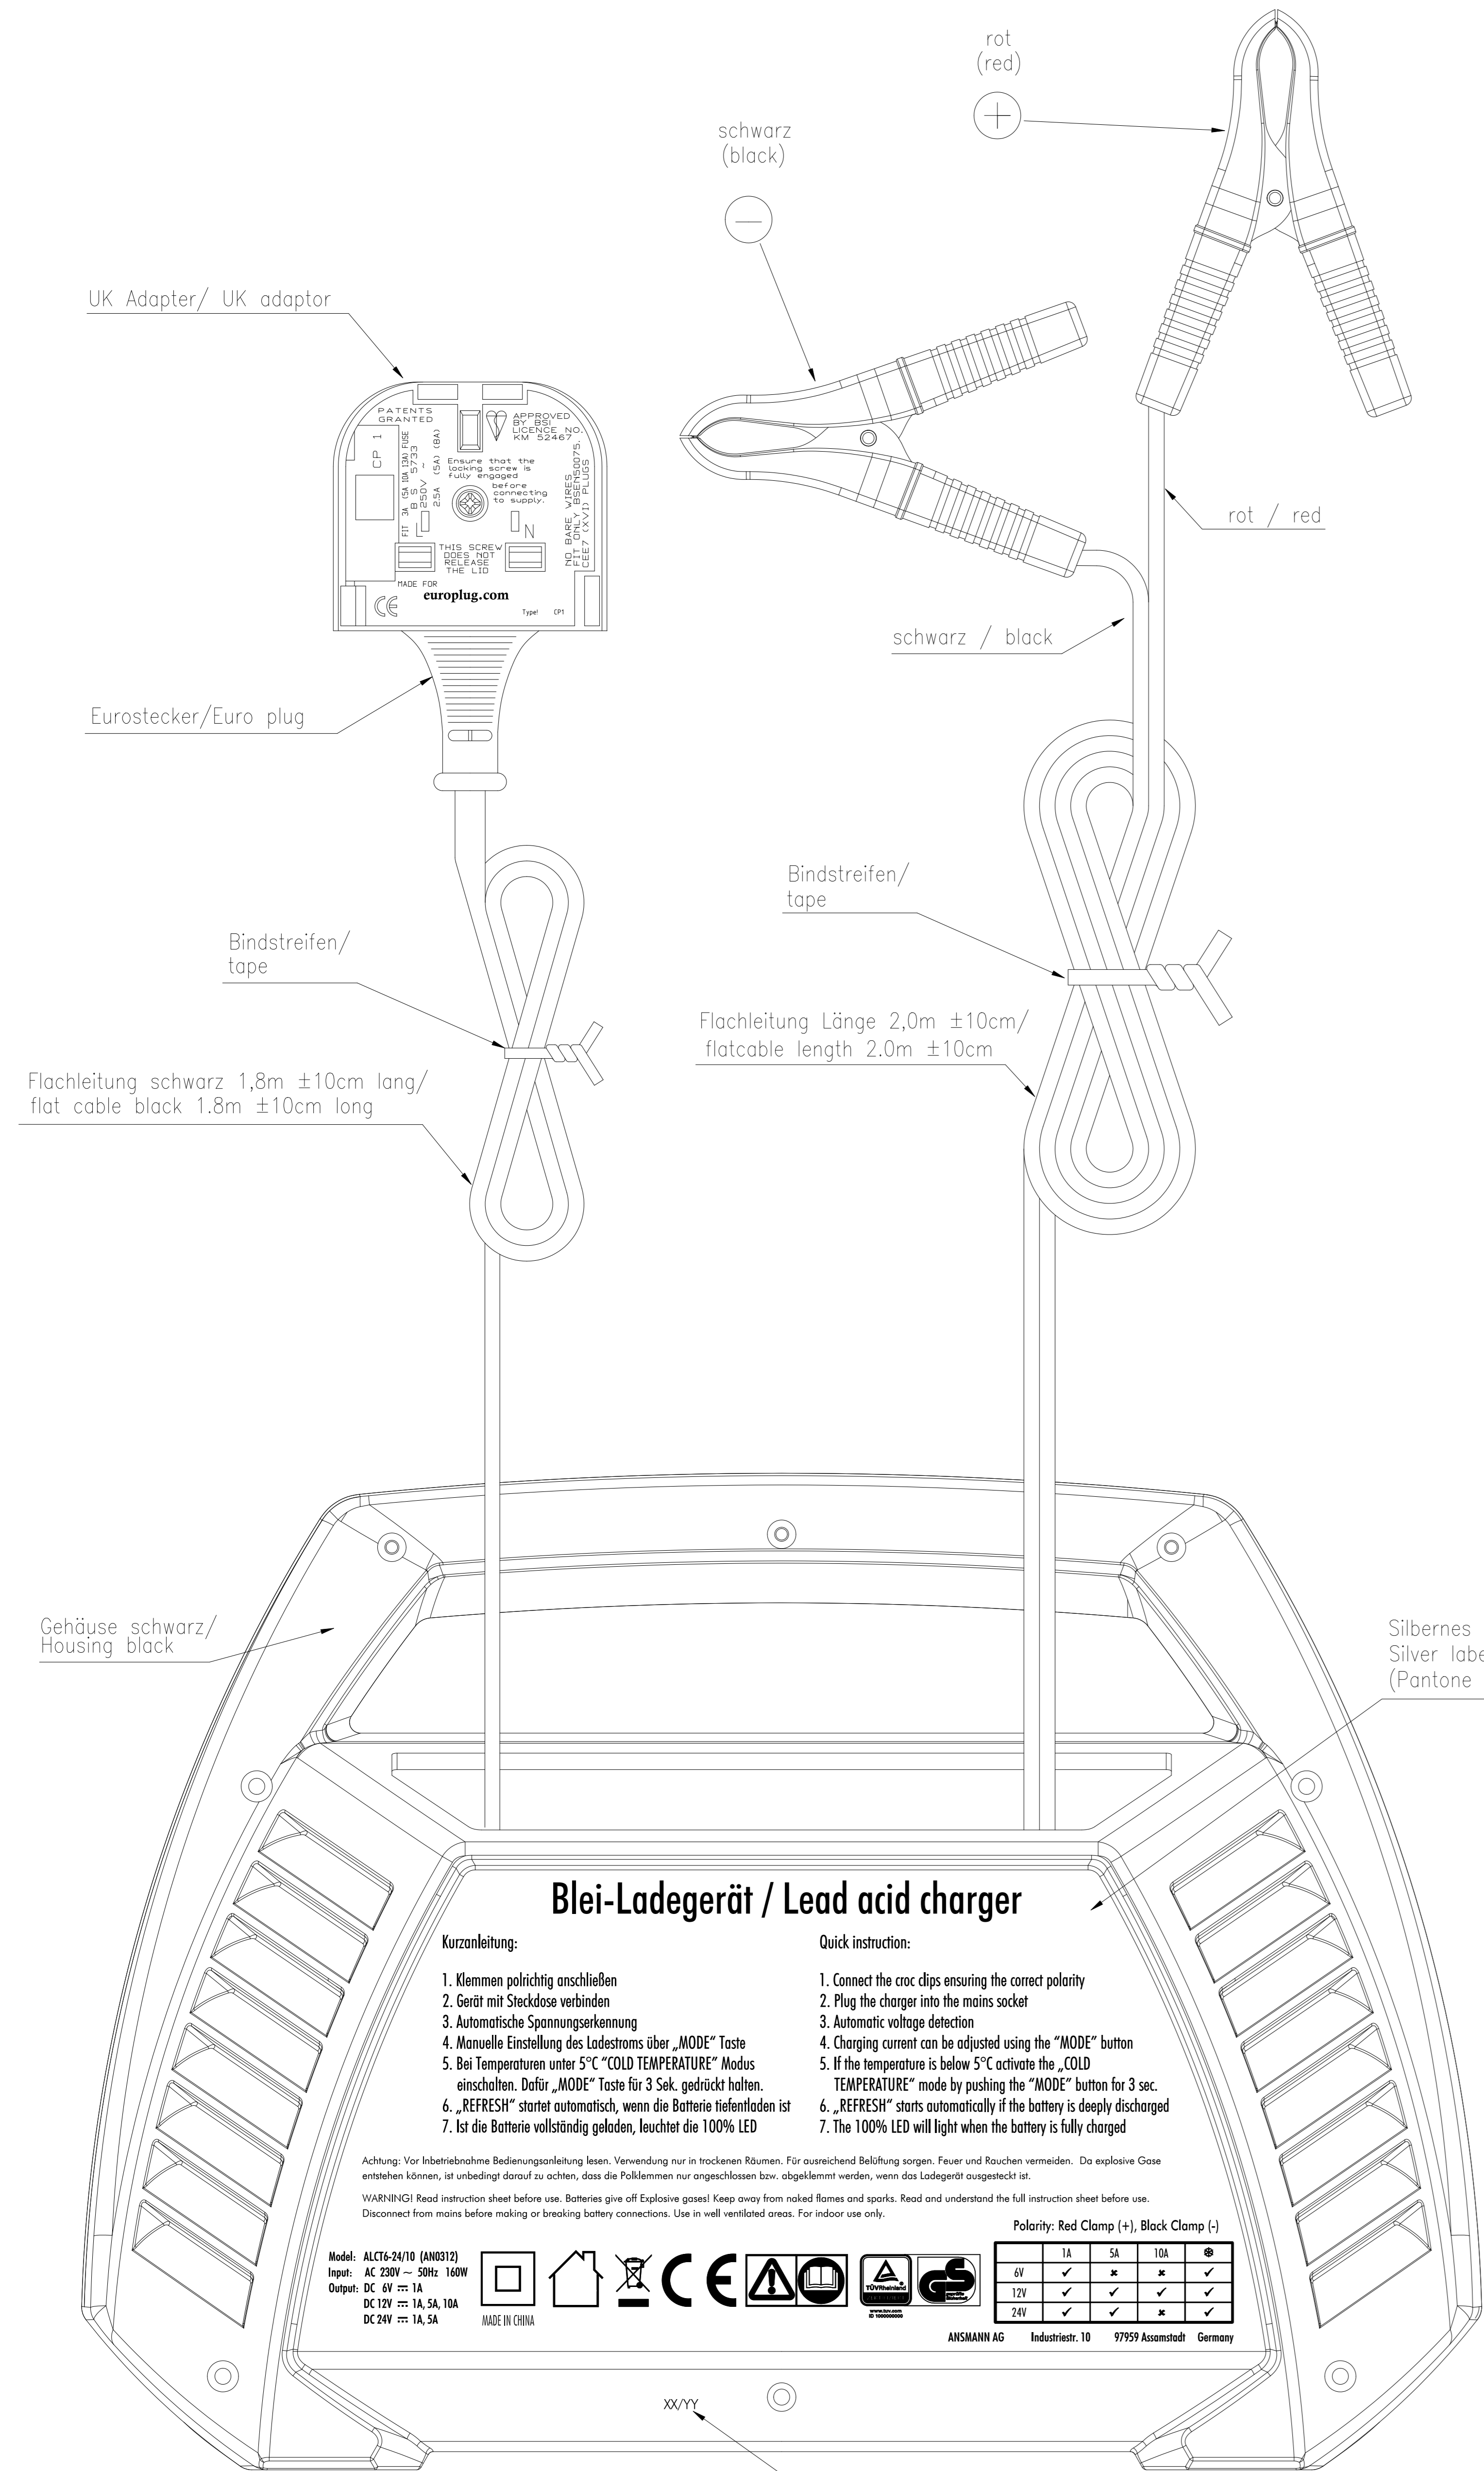 rot
(red)
+
schwarz
(black)
−
UK Adapter/ UK adaptor
PATENTS
GRANTED
APPROVED
BY BSI
LICENCE NO.
KM 52467
CP 1
FIT 3A (5A 10A 13A) FUSE
B S 5733
250V ~
2.5A (5A) (8A)
Ensure that the
locking screw is
fully engaged
before
connecting
to supply.
L
N
NO BARE WIRES
FIT ONLY BSEN50075.
CEE7 (XVI) PLUGS
THIS SCREW
DOES NOT
RELEASE
THE LID
MADE FOR
europlug.com
CE
Type! CP1
rot / red
schwarz / black
Eurostecker/Euro plug
Bindstreifen/
tape
Bindstreifen/
tape
Flachleitung Länge 2,0m ±10cm/
flatcable length 2.0m ±10cm
Flachleitung schwarz 1,8m ±10cm lang/
flat cable black 1.8m ±10cm long
Gehäuse schwarz/
Housing black
Silbernes
Silver labe
(Pantone
Blei-Ladegerät / Lead acid charger
Kurzanleitung:
1. Klemmen polrichtig anschließen
2. Gerät mit Steckdose verbinden
3. Automatische Spannungserkennung
4. Manuelle Einstellung des Ladestroms über „MODE“ Taste
5. Bei Temperaturen unter 5°C “COLD TEMPERATURE” Modus
einschalten. Dafür „MODE“ Taste für 3 Sek. gedrückt halten.
6. „REFRESH“ startet automatisch, wenn die Batterie tiefentladen ist
7. Ist die Batterie vollständig geladen, leuchtet die 100% LED
Quick instruction:
1. Connect the croc clips ensuring the correct polarity
2. Plug the charger into the mains socket
3. Automatic voltage detection
4. Charging current can be adjusted using the “MODE” button
5. If the temperature is below 5°C activate the „COLD
TEMPERATURE“ mode by pushing the “MODE” button for 3 sec.
6. „REFRESH“ starts automatically if the battery is deeply discharged
7. The 100% LED will light when the battery is fully charged
Achtung: Vor Inbetriebnahme Bedienungsanleitung lesen. Verwendung nur in trockenen Räumen. Für ausreichend Belüftung sorgen. Feuer und Rauchen vermeiden. Da explosive Gase
entstehen können, ist unbedingt darauf zu achten, dass die Polklemmen nur angeschlossen bzw. abgeklemmt werden, wenn das Ladegerät ausgesteckt ist.
WARNING! Read instruction sheet before use. Batteries give off Explosive gases! Keep away from naked flames and sparks. Read and understand the full instruction sheet before use.
Disconnect from mains before making or breaking battery connections. Use in well ventilated areas. For indoor use only.
Model: ALCT6-24/10 (AN0312)
Input: AC 230V ~ 50Hz 160W
Output: DC 6V ⎓ 1A
DC 12V ⎓ 1A, 5A, 10A
DC 24V ⎓ 1A, 5A
MADE IN CHINA
CE
TÜVRheinland
www.tuv.com
ID 1000000000
GS
geprüfte
Sicherheit
Polarity: Red Clamp (+), Black Clamp (-)
1A 5A 10A ❄
6V ✓ ✗ ✗ ✓
12V ✓ ✓ ✓ ✓
24V ✓ ✓ ✗ ✓
ANSMANN AG Industriestr. 10 97959 Assamstadt Germany
XX/YY